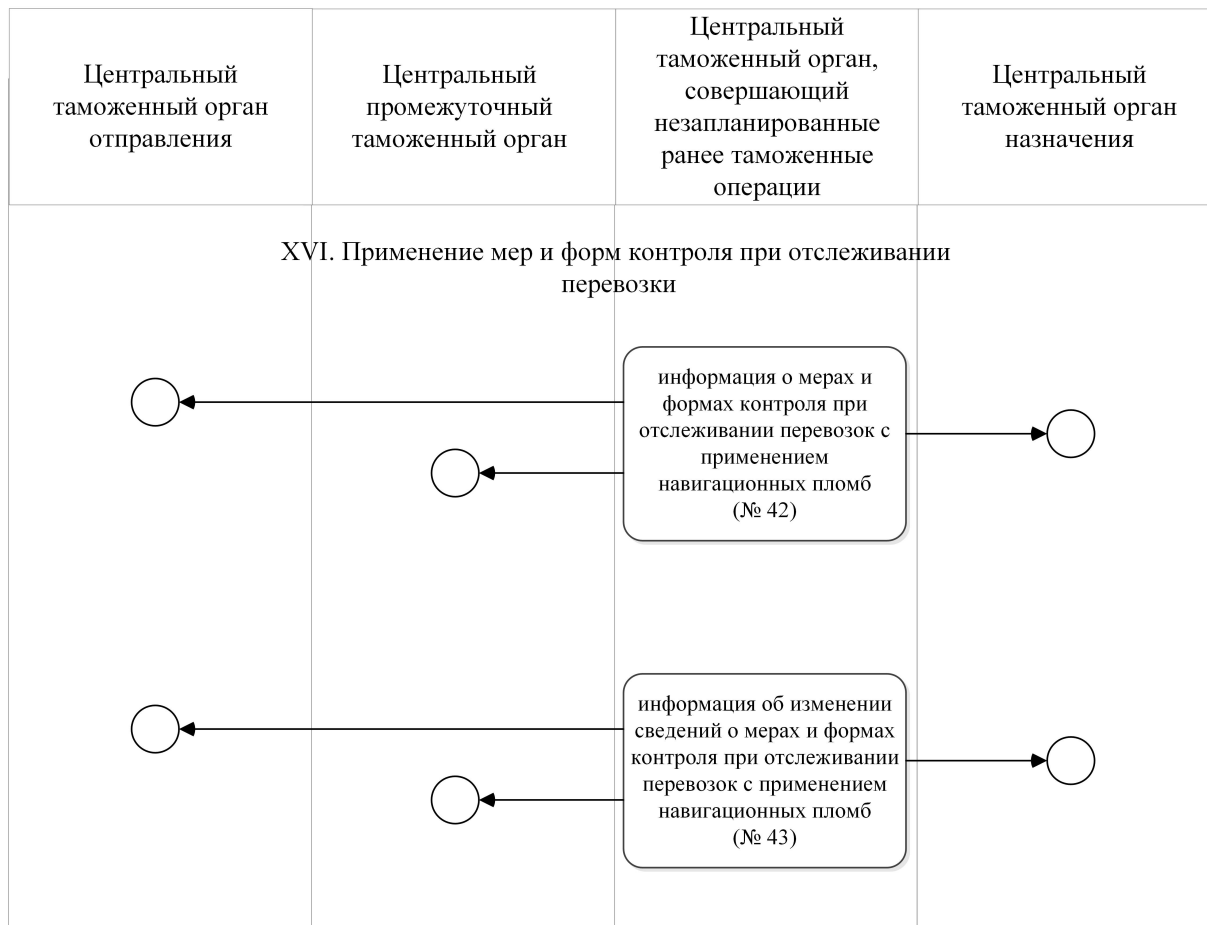 Центральный
таможенный орган
отправления
Центральный
промежуточный
таможенный орган
Центральный
таможенный орган,
совершающий
незапланированные
ранее таможенные
операции
Центральный
таможенный орган
назначения
XVI. Применение мер и форм контроля при отслеживании
перевозки
информация о мерах и
формах контроля при
отслеживании перевозок с
применением
навигационных пломб
(№ 42)
информация об изменении
сведений о мерах и формах
контроля при отслеживании
перевозок с применением
навигационных пломб
(№ 43)